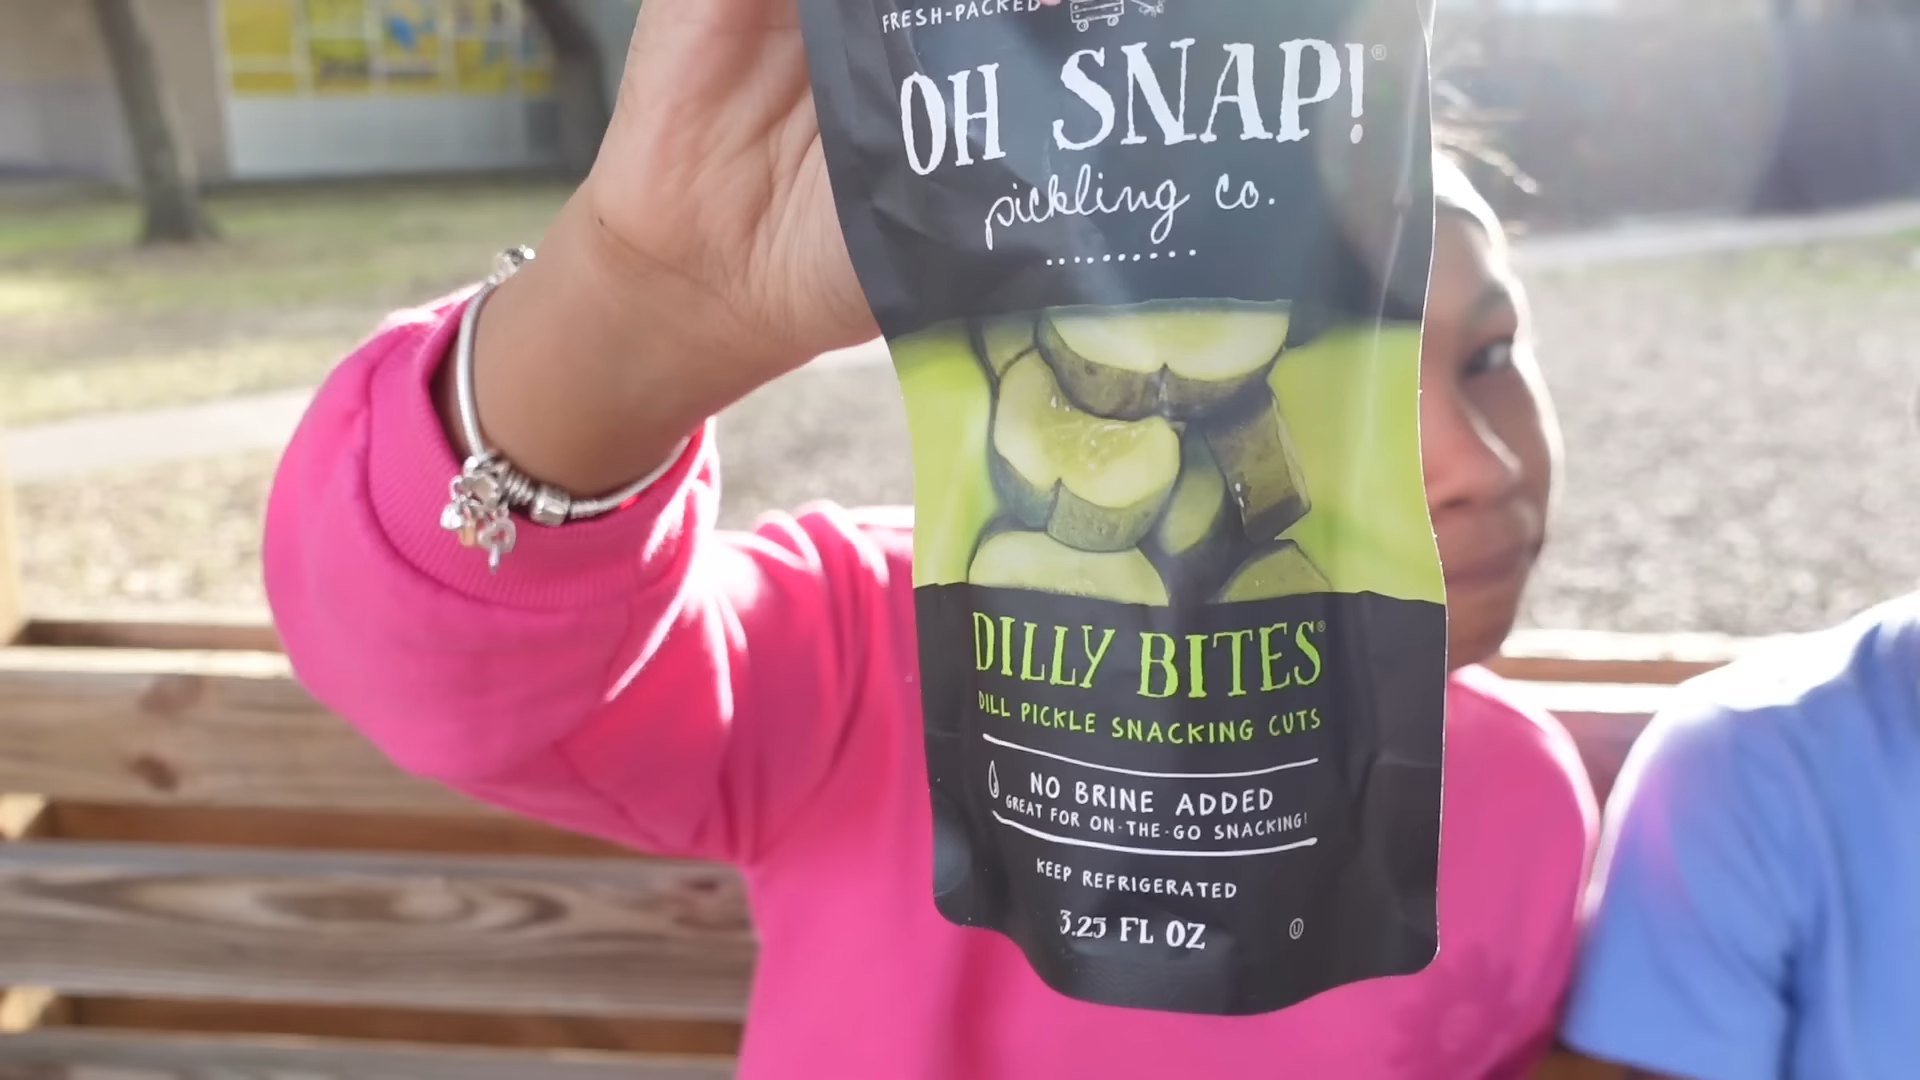 FRESH-PACKED
OH SNAP!®
pickling co.
DILLY BITES®
DILL PICKLE SNACKING CUTS
NO BRINE ADDED
GREAT FOR ON-THE-GO SNACKING!
KEEP REFRIGERATED
3.25 FL OZ
U